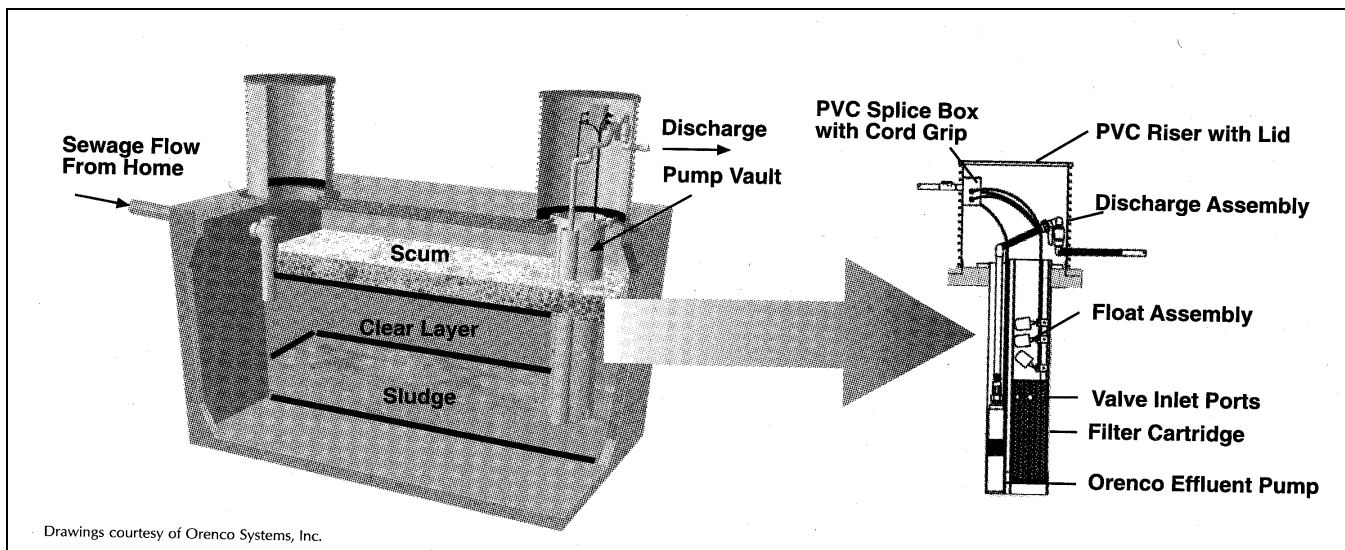 Sewage Flow
From Home
Discharge
Pump Vault
Scum
Clear Layer
Sludge
PVC Splice Box
with Cord Grip
PVC Riser with Lid
Discharge Assembly
Float Assembly
Valve Inlet Ports
Filter Cartridge
Orenco Effluent Pump
Drawings courtesy of Orenco Systems, Inc.